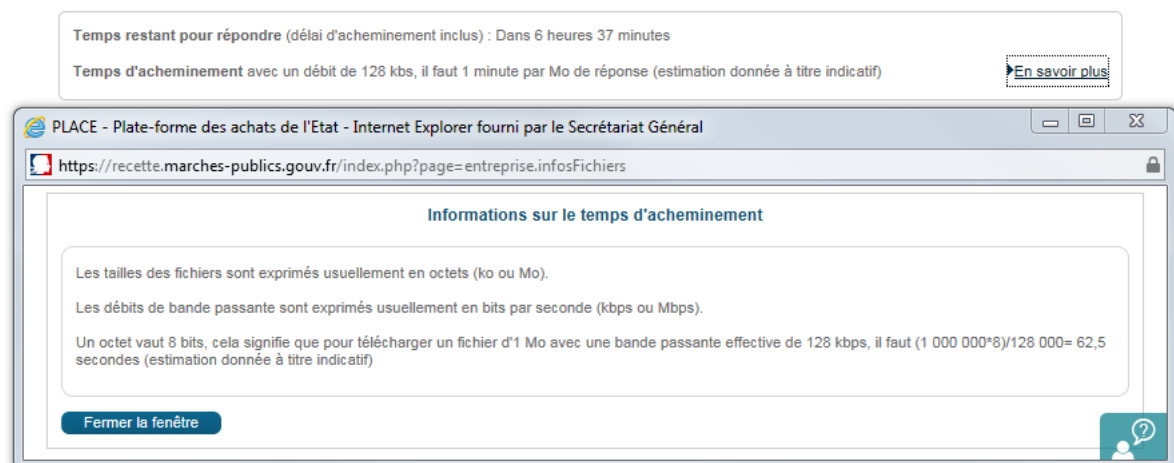 Temps restant pour répondre (délai d'acheminement inclus) : Dans 6 heures 37 minutes
Temps d'acheminement avec un débit de 128 kbs, il faut 1 minute par Mo de réponse (estimation donnée à titre indicatif)
En savoir plus
PLACE - Plate-forme des achats de l'Etat - Internet Explorer fourni par le Secrétariat Général
https://recette.marches-publics.gouv.fr/index.php?page=entreprise.infosFichiers
Informations sur le temps d'acheminement
Les tailles des fichiers sont exprimés usuellement en octets (ko ou Mo).
Les débits de bande passante sont exprimés usuellement en bits par seconde (kbps ou Mbps).
Un octet vaut 8 bits, cela signifie que pour télécharger un fichier d'1 Mo avec une bande passante effective de 128 kbps, il faut (1 000 000*8)/128 000= 62,5
secondes (estimation donnée à titre indicatif)
Fermer la fenêtre